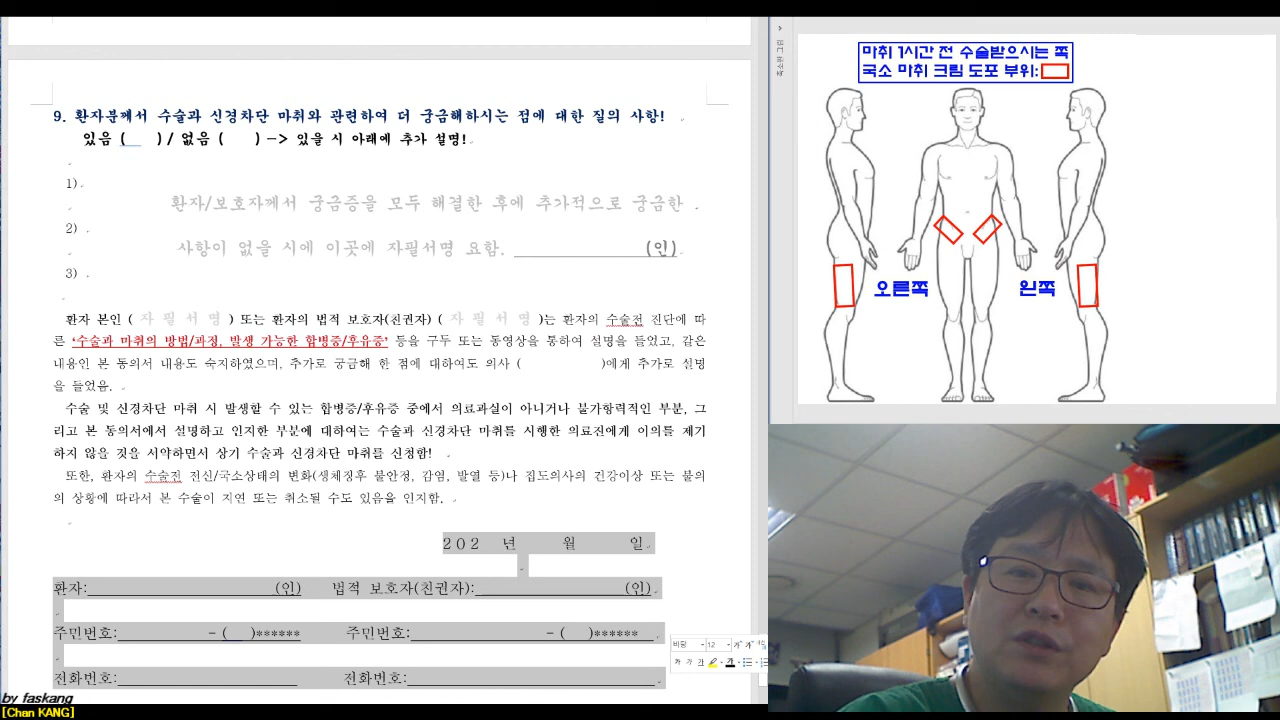 9. 환자분께서 수술과 신경차단 마취와 관련하여 더 궁금해하시는 점에 대한 질의 사항!
있음 (      ) / 없음 (      ) -> 있을 시 아래에 추가 설명!
1)
환자/보호자께서 궁금증을 모두 해결한 후에 추가적으로 궁금한
2)
사항이 없을 시에 이곳에 자필서명 요함. ______________(인)
3)
환자 본인 ( 자 필 서 명 ) 또는 환자의 법적 보호자(친권자) ( 자 필 서 명 )는 환자의 수술전 진단에 따
른 '수술과 마취의 방법/과정, 발생 가능한 합병증/후유증' 등을 구두 또는 동영상을 통하여 설명을 들었고, 같은
내용인 본 동의서 내용도 숙지하였으며, 추가로 궁금해 한 점에 대하여도 의사 (            )에게 추가로 설명
을 들었음.
수술 및 신경차단 마취 시 발생할 수 있는 합병증/후유증 중에서 의료과실이 아니거나 불가항력적인 부분, 그
리고 본 동의서에서 설명하고 인지한 부분에 대하여는 수술과 신경차단 마취를 시행한 의료진에게 이의를 제기
하지 않을 것을 서약하면서 상기 수술과 신경차단 마취를 신청함!
또한, 환자의 수술전 전신/국소상태의 변화(생체징후 불안정, 감염, 발열 등)나 집도의사의 건강이상 또는 불의
의 상황에 따라서 본 수술이 지연 또는 취소될 수도 있음을 인지함.
202   년      월      일
환자:______________________(인)    법적 보호자(친권자):__________________(인)
주민번호:___________ - (    )******    주민번호:________________ - (    )******
전화번호:______________________    전화번호:______________________________
바탕 12
by faskang
[Chan KANG]
마취 1시간 전 수술받으시는 쪽
국소 마취 크림 도포 부위:
오른쪽 왼쪽